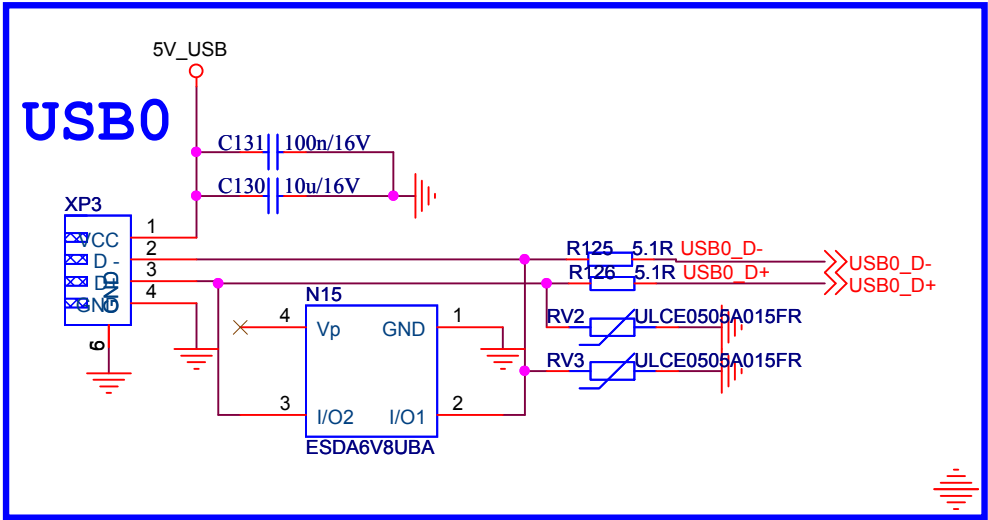 5V_USB
USB0
C131 100n/16V
C130 10u/16V
XP3
VCC 1
D - 2
D+ 3
GND 4
GND
6
R125 5.1R USB0_D-
R126 5.1R USB0_D+
USB0_D-
USB0_D+
N15
4 Vp GND 1
3 I/O2 I/O1 2
ESDA6V8UBA
RV2 ULCE0505A015FR
RV3 ULCE0505A015FR